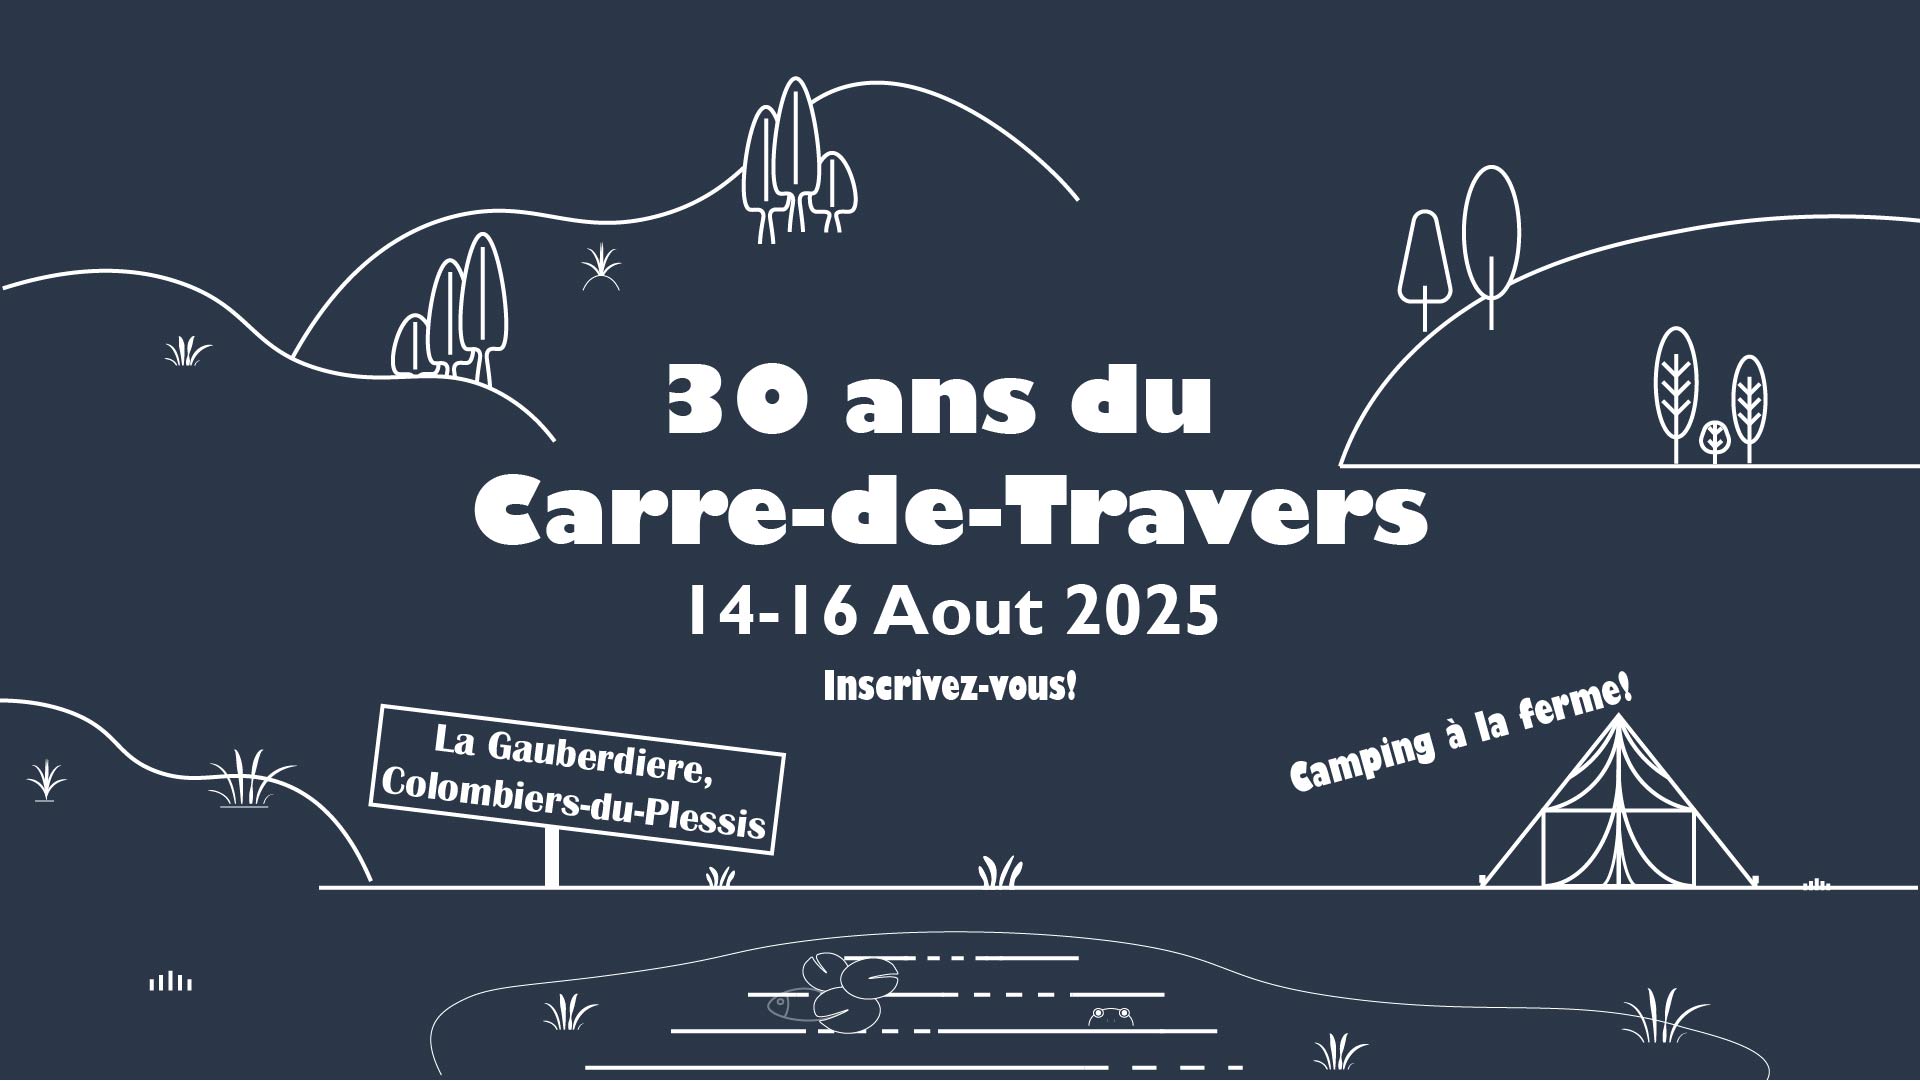 30 ans du
Carre-de-Travers
14-16 Aout 2025
Inscrivez-vous!
Camping à la ferme!
La Gauberdiere,
Colombiers-du-Plessis